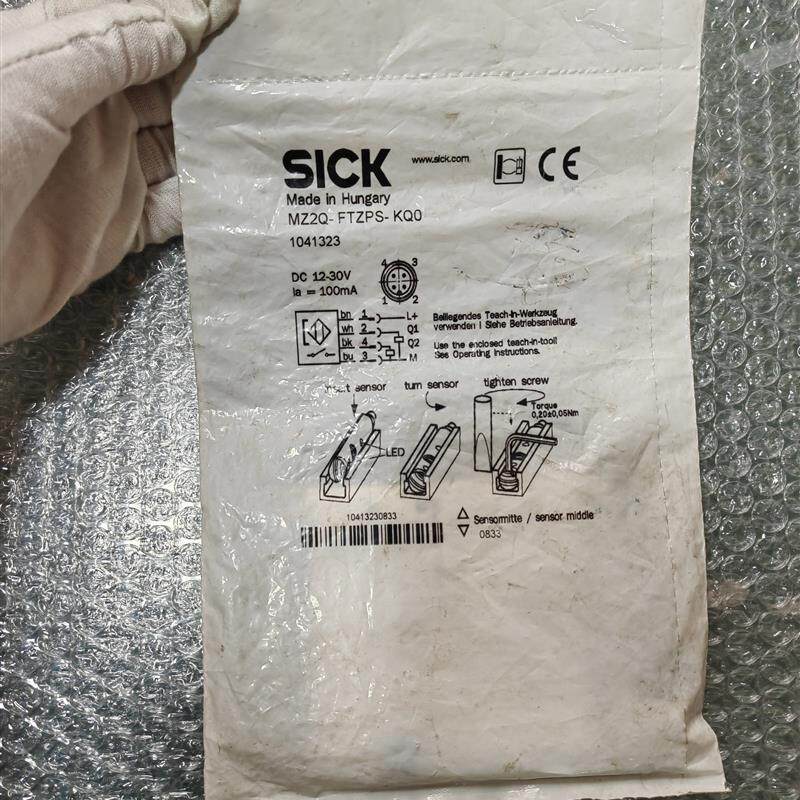 SICK
www.sick.com
CE
Made in Hungary
MZ2Q- FTZPS- KQ0
1041323
DC 12-30V
Ia = 100mA
4 3
1 2
bn 1 L+
wh 2 Q1
bk 4 Q2
bu 3 M
Beiliegendes Teach-In-Werkzeug
verwenden ! Siehe Betriebsanleitung.
Use the enclosed teach-in-tool!
See Operating Instructions.
insert sensor
turn sensor
tighten screw
Torque
0,20±0,05Nm
LED
10413230833
Sensormitte / sensor middle
0833